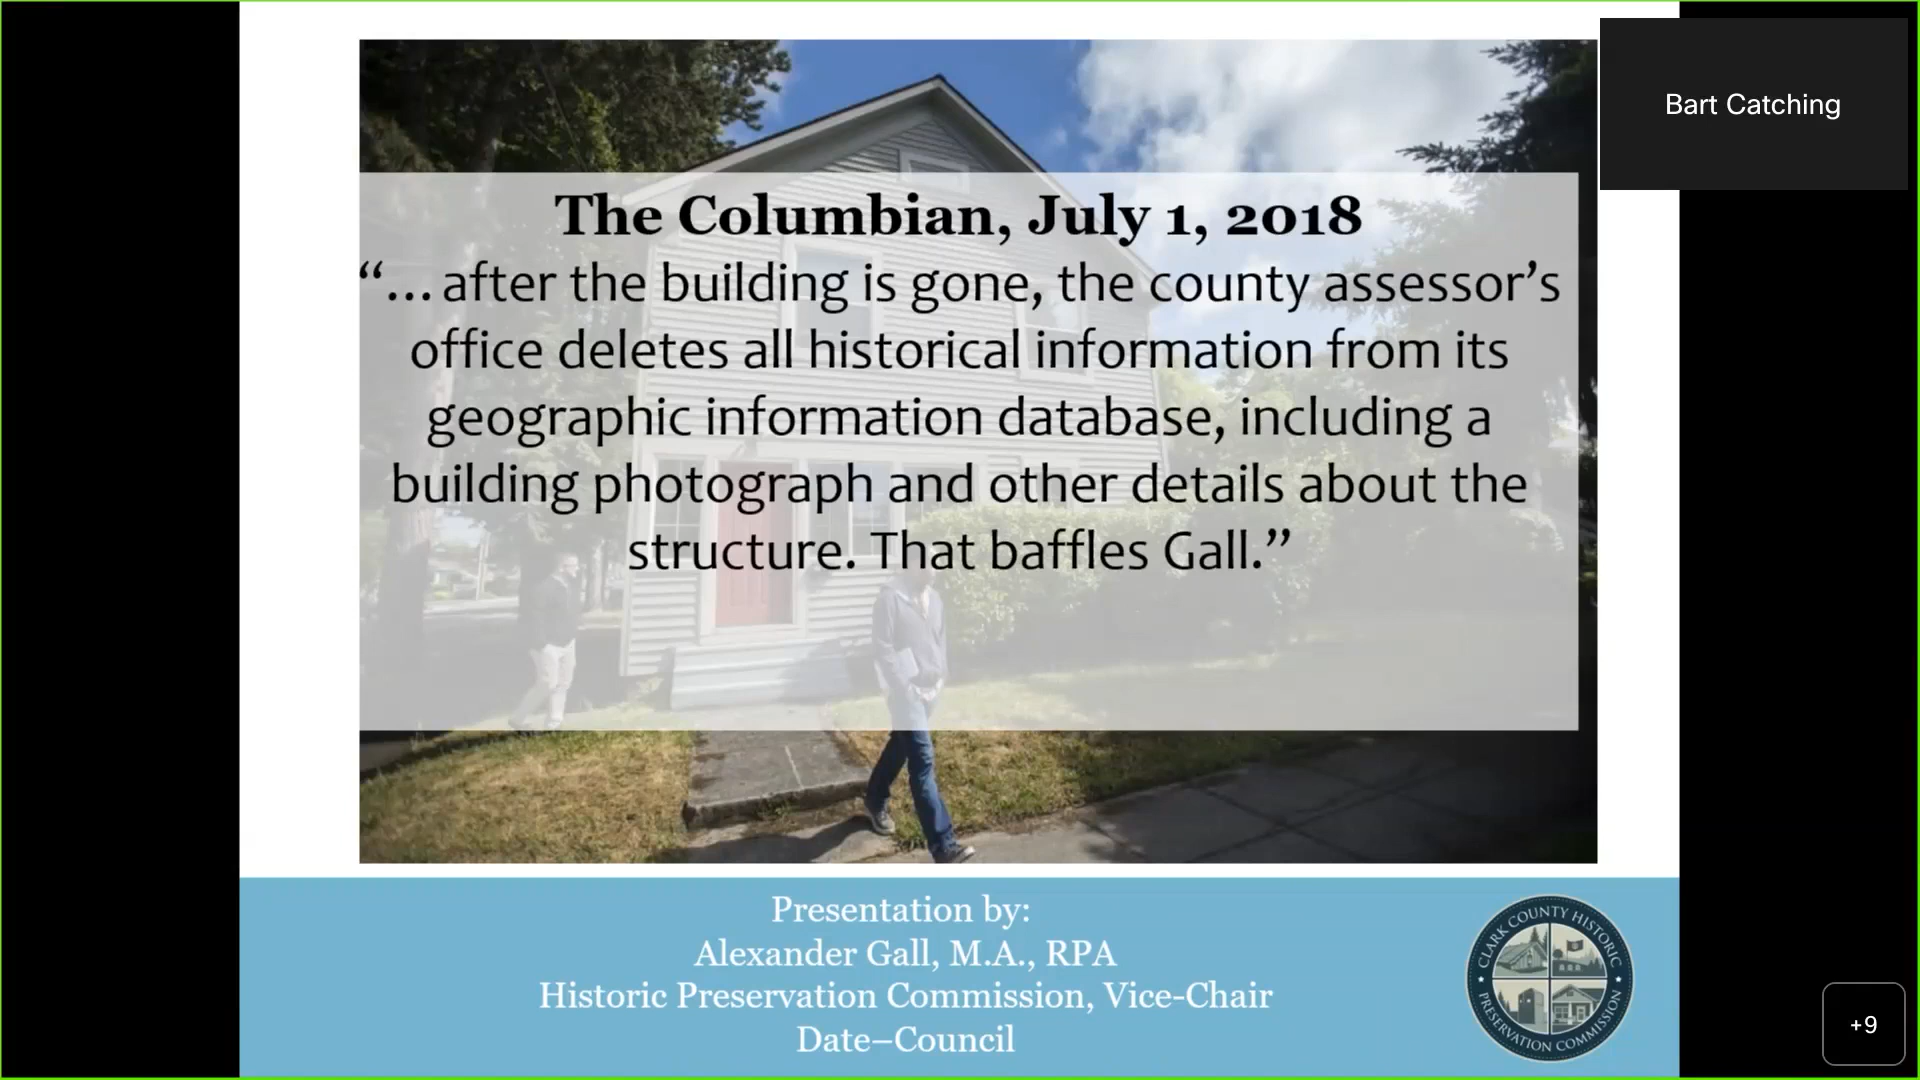 Bart Catching
The Columbian, July 1, 2018
“... after the building is gone, the county assessor’s
office deletes all historical information from its
geographic information database, including a
building photograph and other details about the
structure. That baffles Gall.”
Presentation by:
Alexander Gall, M.A., RPA
Historic Preservation Commission, Vice-Chair
Date–Council
CLARK COUNTY HISTORIC
PRESERVATION COMMISSION
+9